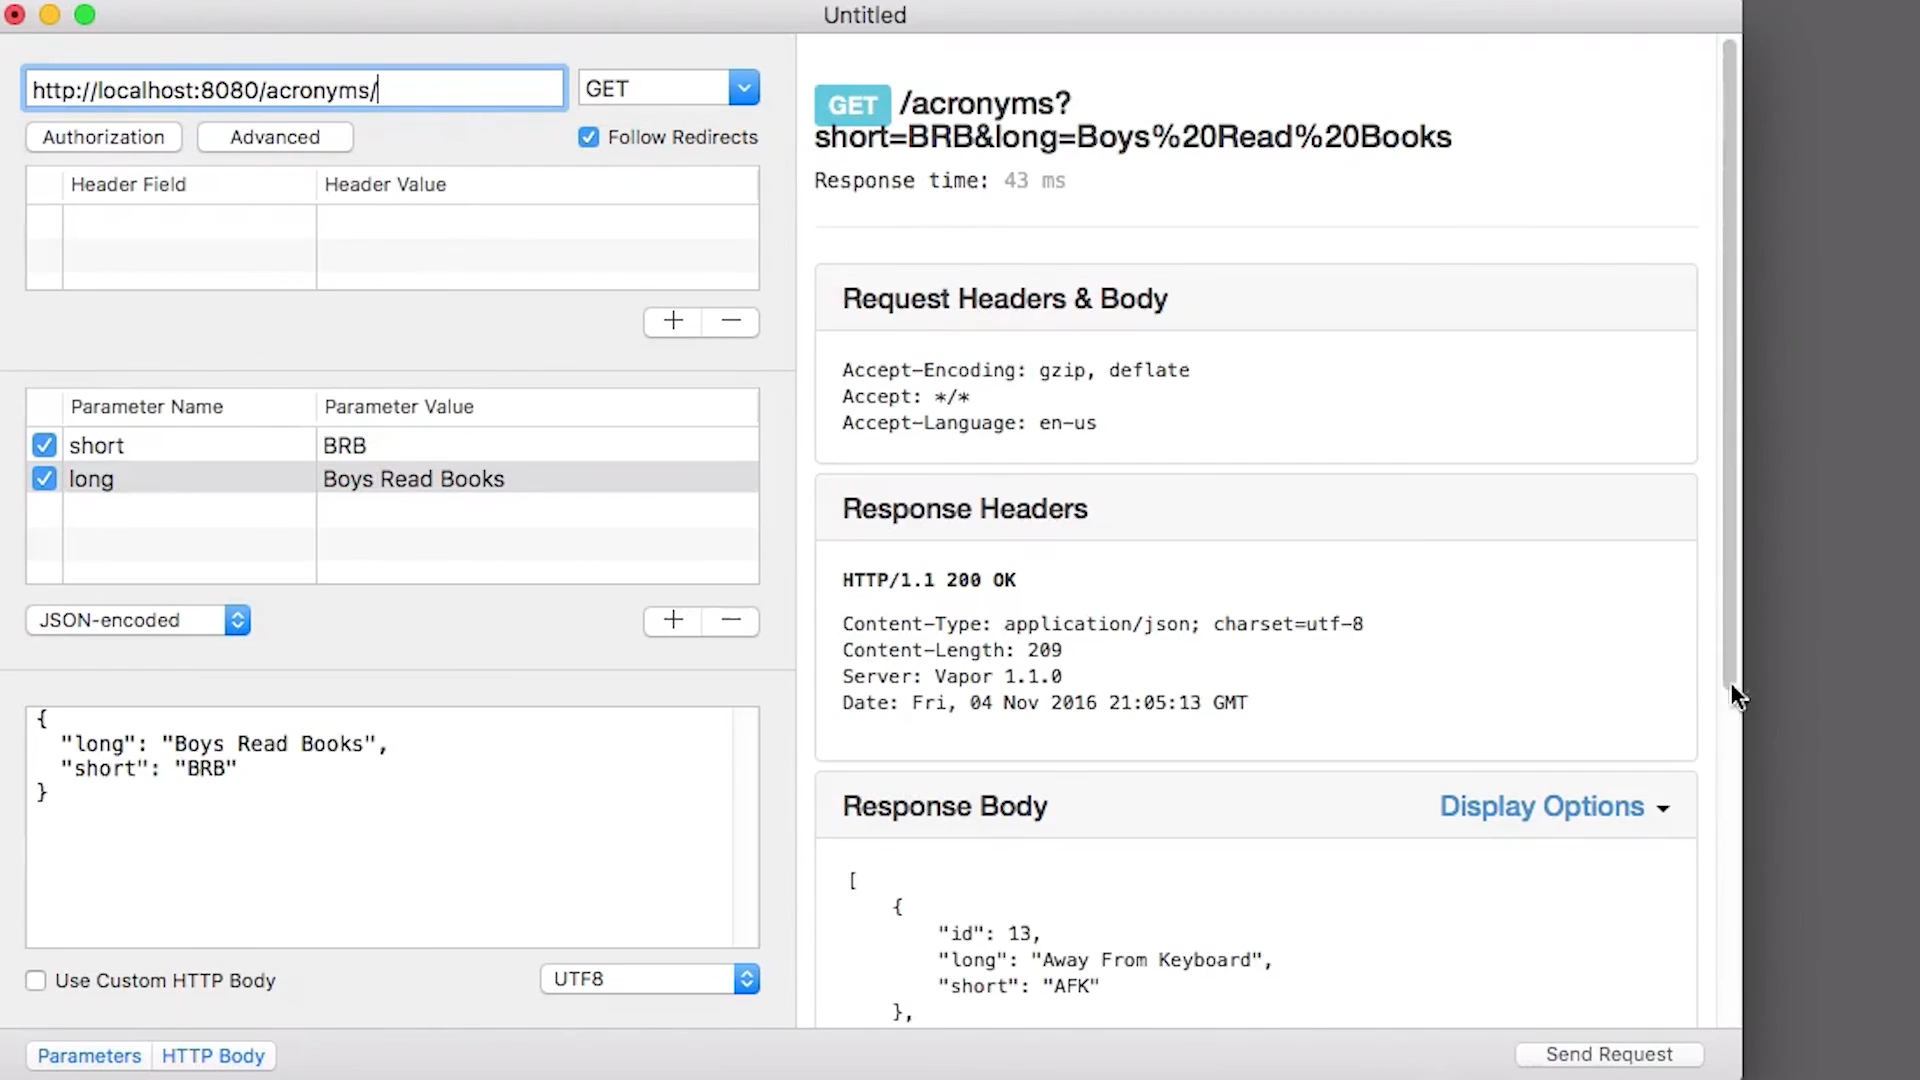 Untitled
http://localhost:8080/acronyms/
GET
Authorization
Advanced
Follow Redirects
Header Field
Header Value
Parameter Name
Parameter Value
short
BRB
long
Boys Read Books
JSON-encoded
{
"long": "Boys Read Books",
"short": "BRB"
}
Use Custom HTTP Body
UTF8
Parameters
HTTP Body
GET /acronyms?
short=BRB&long=Boys%20Read%20Books
Response time: 43 ms
Request Headers & Body
Accept-Encoding: gzip, deflate
Accept: */*
Accept-Language: en-us
Response Headers
HTTP/1.1 200 OK
Content-Type: application/json; charset=utf-8
Content-Length: 209
Server: Vapor 1.1.0
Date: Fri, 04 Nov 2016 21:05:13 GMT
Response Body
Display Options
[
{
"id": 13,
"long": "Away From Keyboard",
"short": "AFK"
},
Send Request